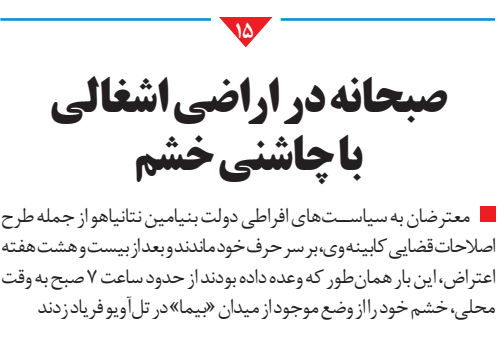 ۱۵
صبحانه در اراضی اشغالی
با چاشنی خشم
معترضان به سیاست‌های افراطی دولت بنیامین نتانیاهو از جمله طرح
اصلاحات قضایی کابینه وی، بر سر حرف خود ماندند و بعد از بیست و هشت هفته
اعتراض، این بار همان‌طور که وعده داده بودند از حدود ساعت ۷ صبح به وقت
محلی، خشم خود را از وضع موجود از میدان «بیما» در تل‌آویو فریاد زدند